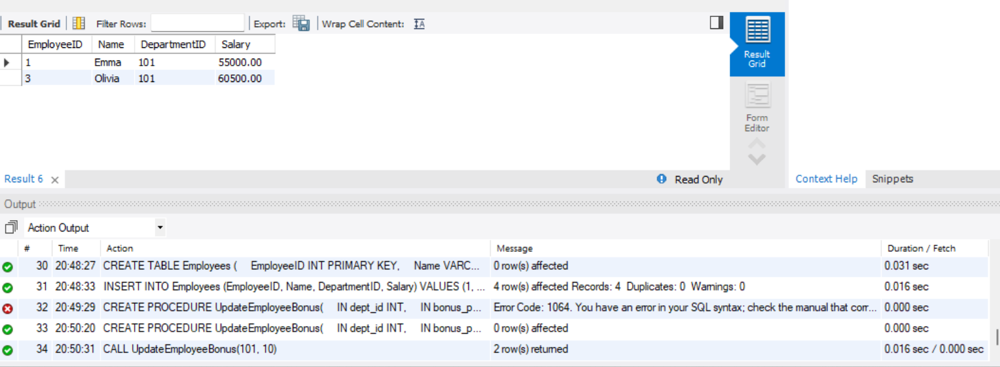 Result Grid Filter Rows: Export: Wrap Cell Content:
EmployeeID Name DepartmentID Salary
1 Emma 101 55000.00
3 Olivia 101 60500.00
Result
Grid
Form
Editor
Result 6 Read Only
Context Help Snippets
Output
Action Output
# Time Action Message Duration / Fetch
30 20:48:27 CREATE TABLE Employees ( EmployeeID INT PRIMARY KEY, Name VARC... 0 row(s) affected 0.031 sec
31 20:48:33 INSERT INTO Employees (EmployeeID, Name, DepartmentID, Salary) VALUES (1, ... 4 row(s) affected Records: 4 Duplicates: 0 Warnings: 0 0.016 sec
32 20:49:29 CREATE PROCEDURE UpdateEmployeeBonus( IN dept_id INT, IN bonus_p... Error Code: 1064. You have an error in your SQL syntax; check the manual that corr... 0.000 sec
33 20:50:20 CREATE PROCEDURE UpdateEmployeeBonus( IN dept_id INT, IN bonus_p... 0 row(s) affected 0.000 sec
34 20:50:31 CALL UpdateEmployeeBonus(101, 10) 2 row(s) returned 0.016 sec / 0.000 sec